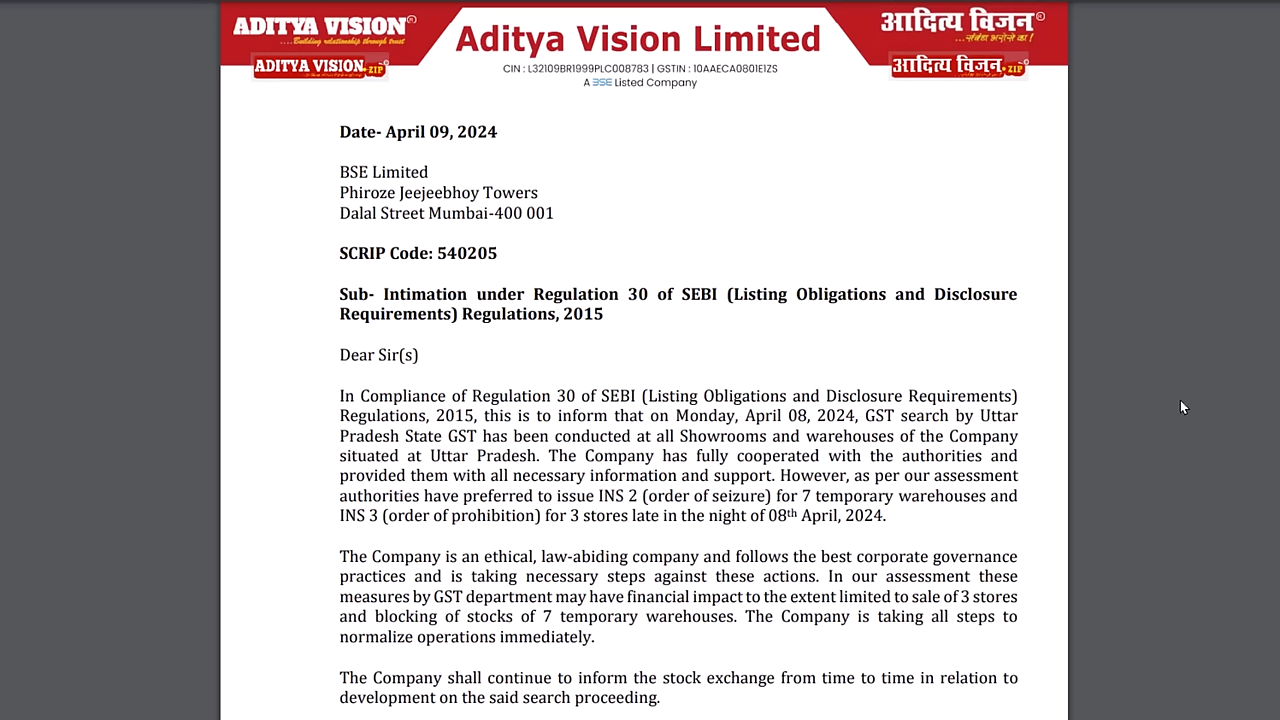 ADITYA VISION®
....Building relationship through trust
ADITYA VISION.ZIP
Aditya Vision Limited
CIN : L32109BR1999PLC008783 | GSTIN : 10AAECA0801E1ZS
A BSE Listed Company
आदित्य विजन®
...संबंध भरोसे का !
आदित्य विजन.ZIP
Date- April 09, 2024
BSE Limited
Phiroze Jeejeebhoy Towers
Dalal Street Mumbai-400 001
SCRIP Code: 540205
Sub- Intimation under Regulation 30 of SEBI (Listing Obligations and Disclosure
Requirements) Regulations, 2015
Dear Sir(s)
In Compliance of Regulation 30 of SEBI (Listing Obligations and Disclosure Requirements)
Regulations, 2015, this is to inform that on Monday, April 08, 2024, GST search by Uttar
Pradesh State GST has been conducted at all Showrooms and warehouses of the Company
situated at Uttar Pradesh. The Company has fully cooperated with the authorities and
provided them with all necessary information and support. However, as per our assessment
authorities have preferred to issue INS 2 (order of seizure) for 7 temporary warehouses and
INS 3 (order of prohibition) for 3 stores late in the night of 08th April, 2024.
The Company is an ethical, law-abiding company and follows the best corporate governance
practices and is taking necessary steps against these actions. In our assessment these
measures by GST department may have financial impact to the extent limited to sale of 3 stores
and blocking of stocks of 7 temporary warehouses. The Company is taking all steps to
normalize operations immediately.
The Company shall continue to inform the stock exchange from time to time in relation to
development on the said search proceeding.